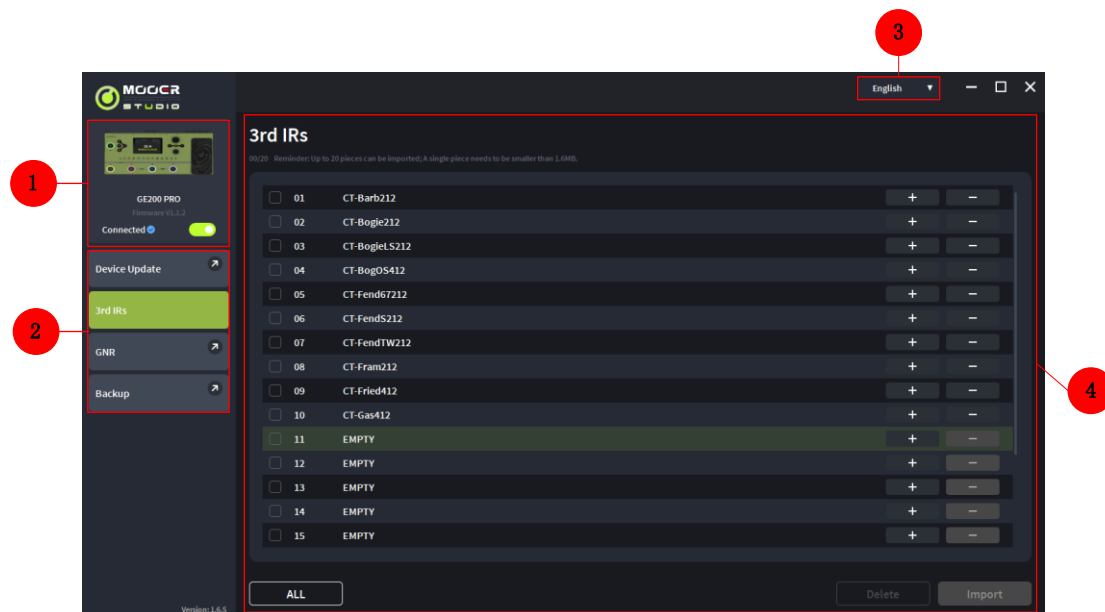 3
MOOER
STUDIO
English
3rd IRs
00/20 Reminder: Up to 20 pieces can be imported; A single piece needs to be smaller than 1.6MB.
1
GE200 PRO
Firmware V1.1.2
Connected
2
Device Update
3rd IRs
GNR
Backup
01 CT-Barb212 + −
02 CT-Bogie212 + −
03 CT-BogieLS212 + −
04 CT-BogOS412 + −
05 CT-Fend67212 + −
06 CT-FendS212 + −
07 CT-FendTW212 + −
08 CT-Fram212 + −
09 CT-Fried412 + −
10 CT-Gas412 + −
11 EMPTY + −
12 EMPTY + −
13 EMPTY + −
14 EMPTY + −
15 EMPTY + −
4
ALL
Delete
Import
Version: 1.6.5